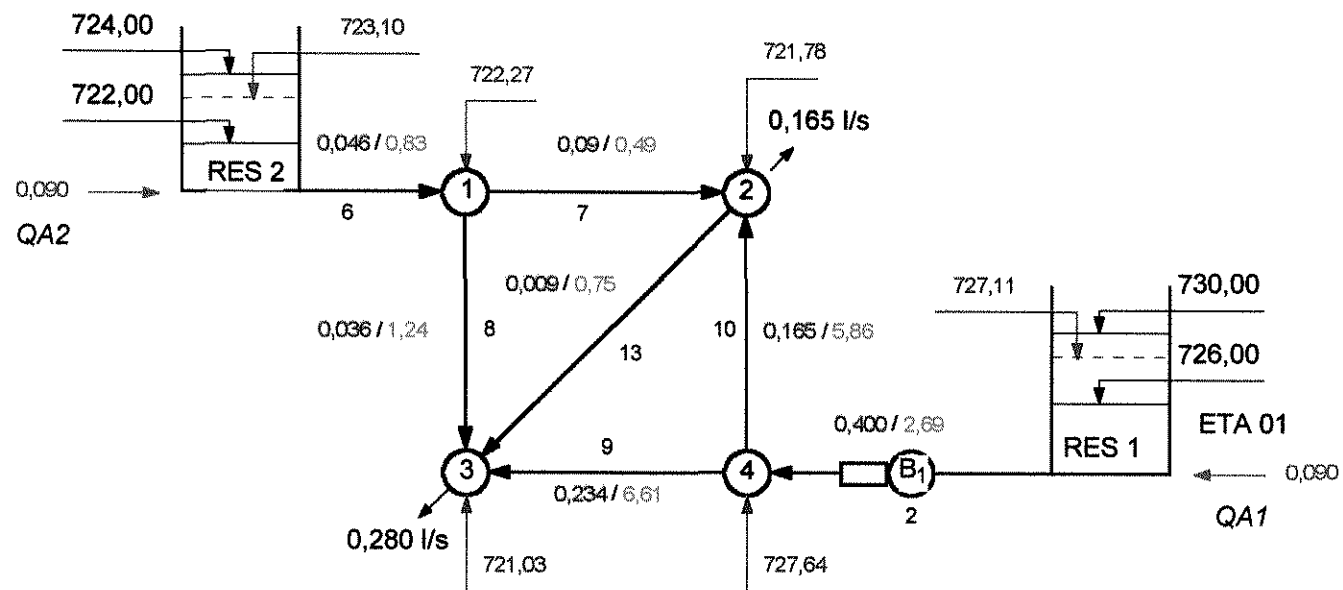 724,00
723,10
721,78
722,27
722,00
0,165 l/s
0,046 / 0,83
0,09 / 0,49
RES 2
1
2
0,090
6
7
QA2
0,009 / 0,75
727,11
730,00
0,036 / 1,24
8
10
0,165 / 5,86
13
726,00
0,400 / 2,69
ETA 01
9
RES 1
3
4
B1
0,090
0,234 / 6,61
2
QA1
0,280 l/s
721,03
727,64